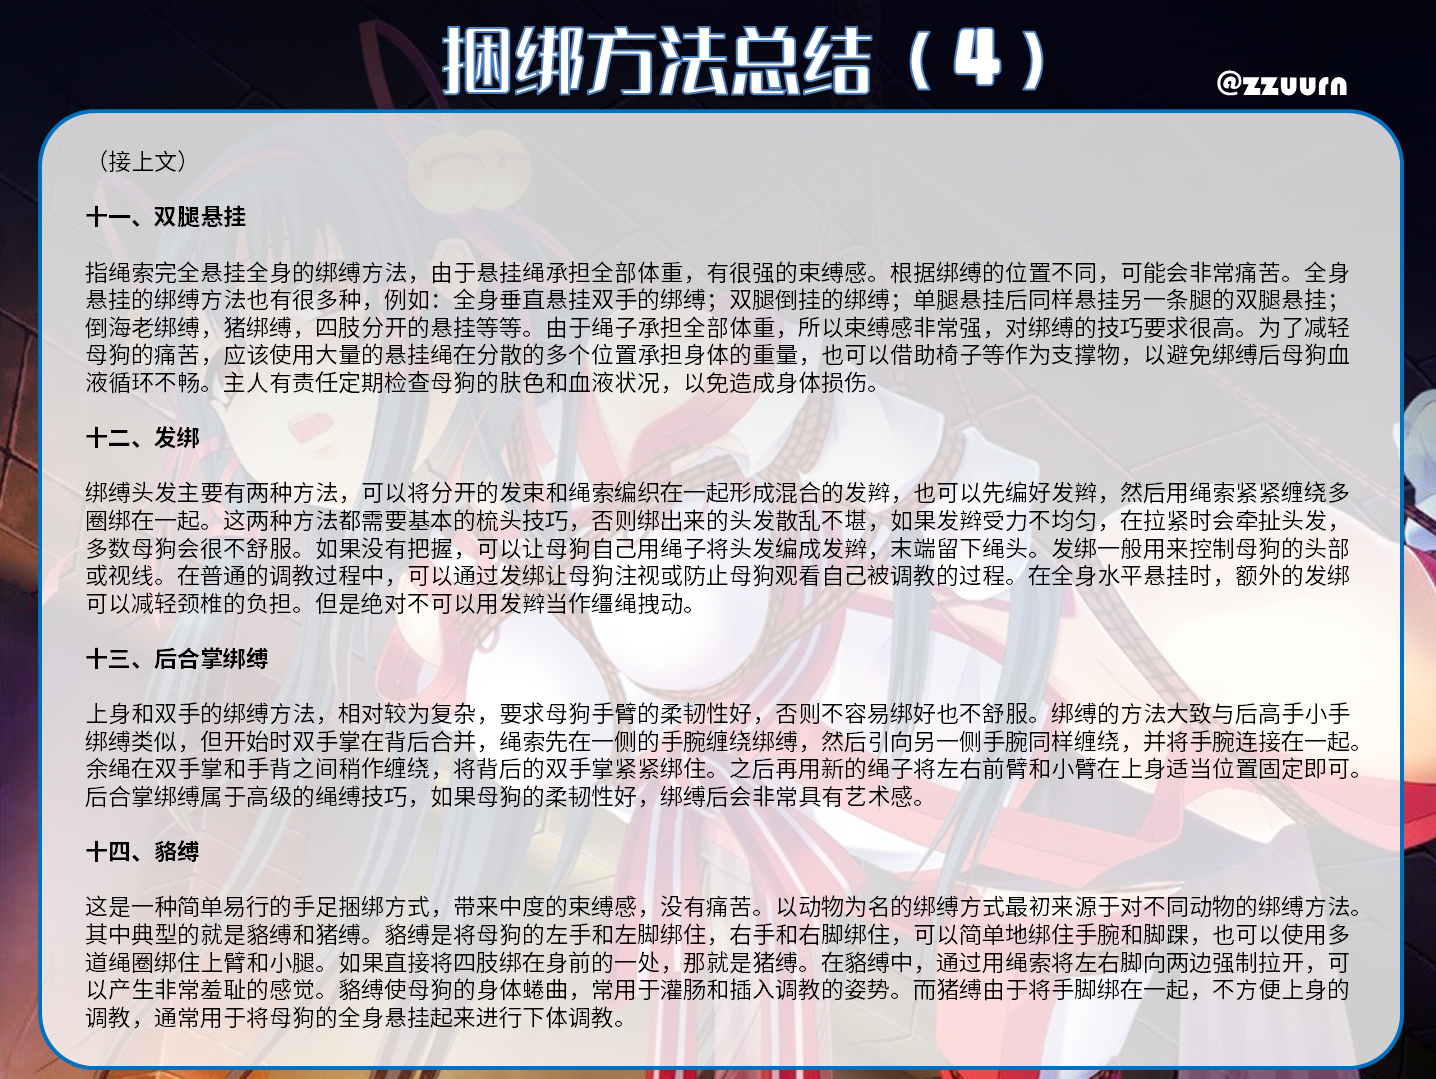 捆绑方法总结（4）
@zzuurn
（接上文）
十一、双腿悬挂
指绳索完全悬挂全身的绑缚方法，由于悬挂绳承担全部体重，有很强的束缚感。根据绑缚的位置不同，可能会非常痛苦。全身
悬挂的绑缚方法也有很多种，例如：全身垂直悬挂双手的绑缚；双腿倒挂的绑缚；单腿悬挂后同样悬挂另一条腿的双腿悬挂；
倒海老绑缚，猪绑缚，四肢分开的悬挂等等。由于绳子承担全部体重，所以束缚感非常强，对绑缚的技巧要求很高。为了减轻
母狗的痛苦，应该使用大量的悬挂绳在分散的多个位置承担身体的重量，也可以借助椅子等作为支撑物，以避免绑缚后母狗血
液循环不畅。主人有责任定期检查母狗的肤色和血液状况，以免造成身体损伤。
十二、发绑
绑缚头发主要有两种方法，可以将分开的发束和绳索编织在一起形成混合的发辫，也可以先编好发辫，然后用绳索紧紧缠绕多
圈绑在一起。这两种方法都需要基本的梳头技巧，否则绑出来的头发散乱不堪，如果发辫受力不均匀，在拉紧时会牵扯头发，
多数母狗会很不舒服。如果没有把握，可以让母狗自己用绳子将头发编成发辫，末端留下绳头。发绑一般用来控制母狗的头部
或视线。在普通的调教过程中，可以通过发绑让母狗注视或防止母狗观看自己被调教的过程。在全身水平悬挂时，额外的发绑
可以减轻颈椎的负担。但是绝对不可以用发辫当作缰绳拽动。
十三、后合掌绑缚
上身和双手的绑缚方法，相对较为复杂，要求母狗手臂的柔韧性好，否则不容易绑好也不舒服。绑缚的方法大致与后高手小手
绑缚类似，但开始时双手掌在背后合并，绳索先在一侧的手腕缠绕绑缚，然后引向另一侧手腕同样缠绕，并将手腕连接在一起。
余绳在双手掌和手背之间稍作缠绕，将背后的双手掌紧紧绑住。之后再用新的绳子将左右前臂和小臂在上身适当位置固定即可。
后合掌绑缚属于高级的绳缚技巧，如果母狗的柔韧性好，绑缚后会非常具有艺术感。
十四、貉缚
这是一种简单易行的手足捆绑方式，带来中度的束缚感，没有痛苦。以动物为名的绑缚方式最初来源于对不同动物的绑缚方法。
其中典型的就是貉缚和猪缚。貉缚是将母狗的左手和左脚绑住，右手和右脚绑住，可以简单地绑住手腕和脚踝，也可以使用多
道绳圈绑住上臂和小腿。如果直接将四肢绑在身前的一处，那就是猪缚。在貉缚中，通过用绳索将左右脚向两边强制拉开，可
以产生非常羞耻的感觉。貉缚使母狗的身体蜷曲，常用于灌肠和插入调教的姿势。而猪缚由于将手脚绑在一起，不方便上身的
调教，通常用于将母狗的全身悬挂起来进行下体调教。